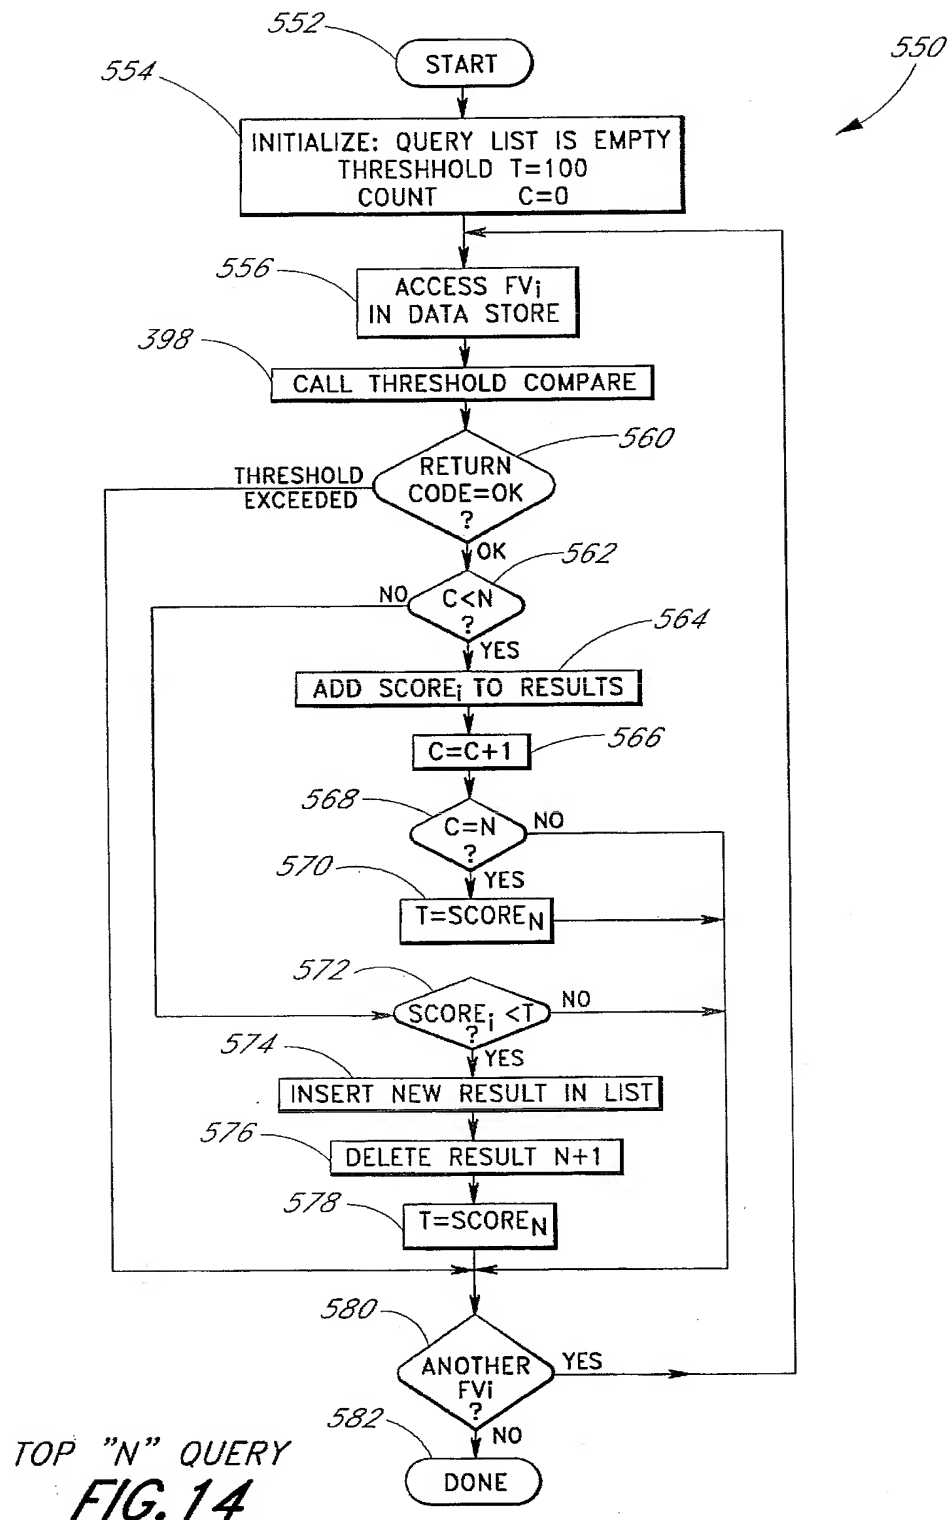 552
START
550
554
INITIALIZE: QUERY LIST IS EMPTY
THRESHHOLD T=100
COUNT C=0
556
ACCESS FVi
IN DATA STORE
398
CALL THRESHOLD COMPARE
560
RETURN
CODE=OK
?
THRESHOLD
EXCEEDED
OK
562
NO
C<N
?
YES
564
ADD SCOREi TO RESULTS
C=C+1
566
568
C=N
?
NO
YES
570
T=SCOREN
572
SCOREi <T
?
NO
YES
574
INSERT NEW RESULT IN LIST
576
DELETE RESULT N+1
578
T=SCOREN
580
ANOTHER
FVi
?
YES
NO
582
DONE
TOP "N" QUERY
FIG. 14